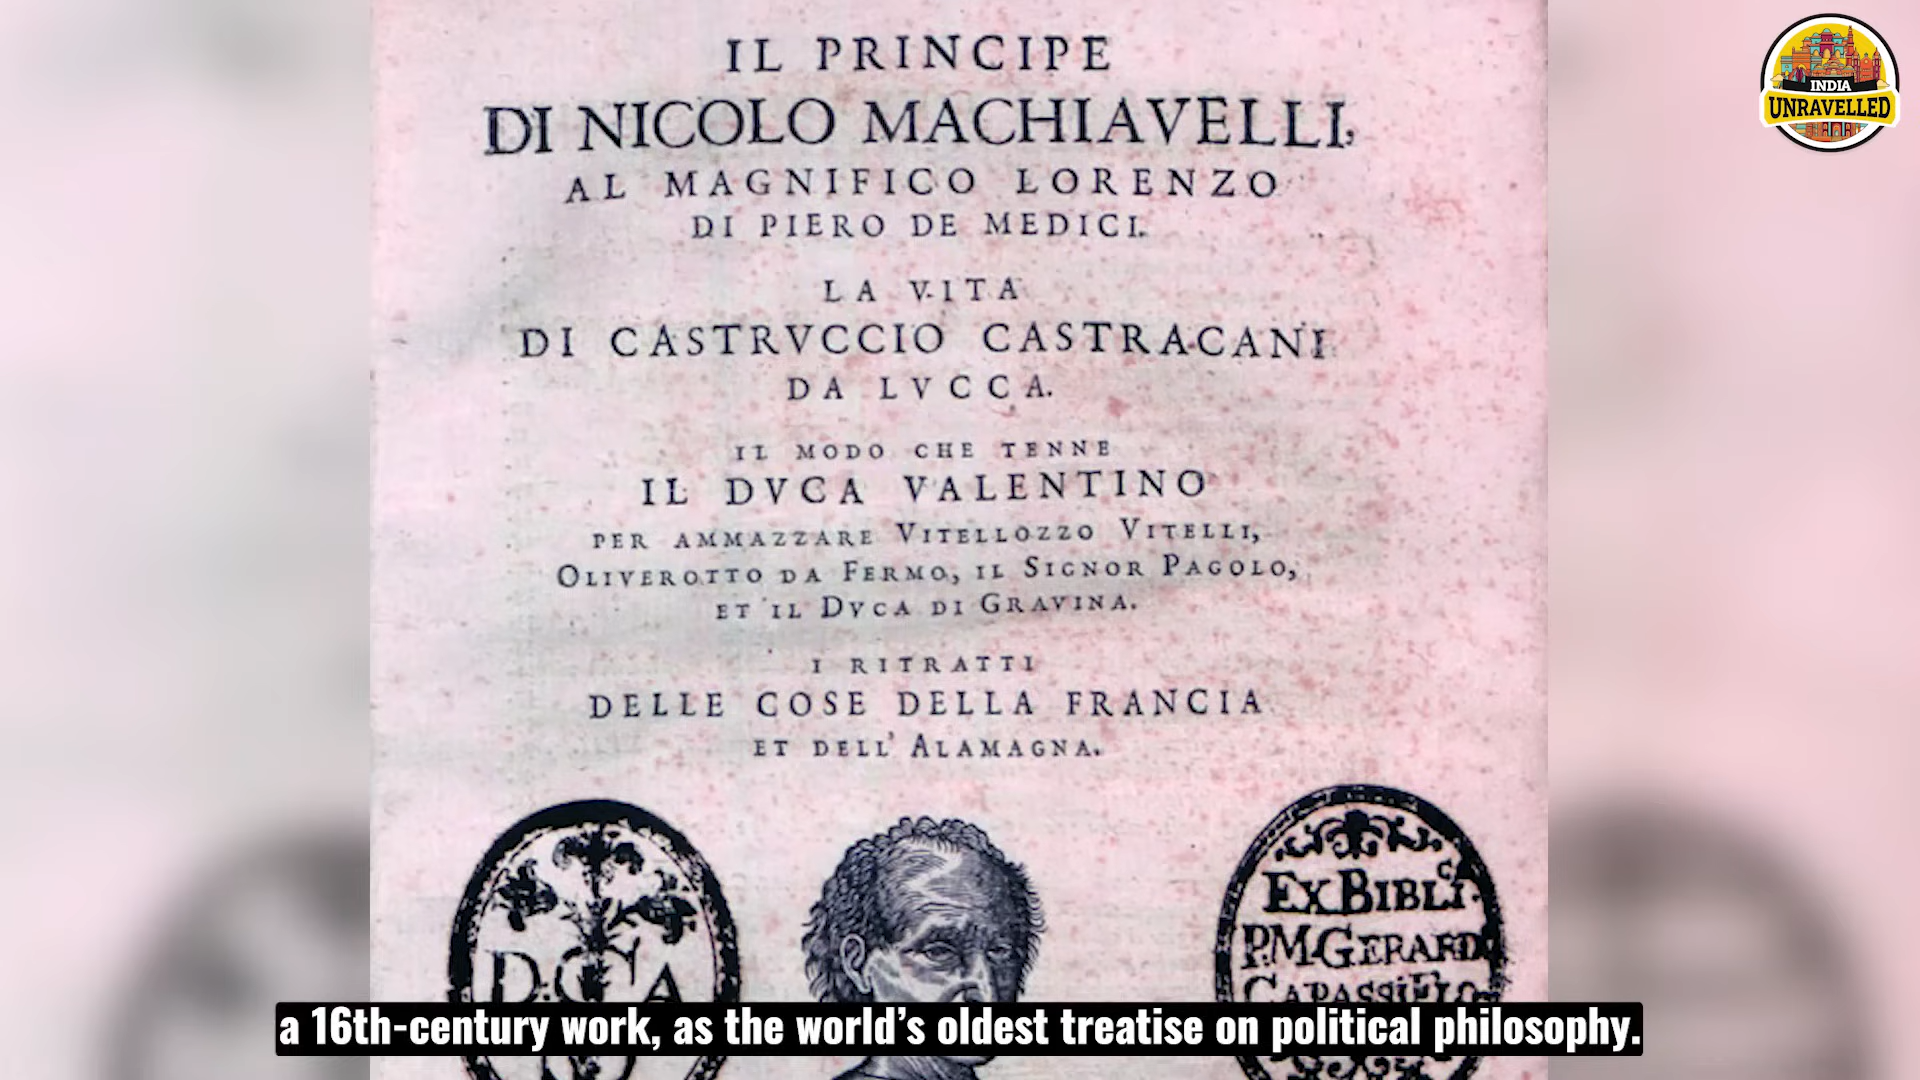 IL PRINCIPE
DI NICOLO MACHIAVELLI,
AL MAGNIFICO LORENZO
DI PIERO DE MEDICI.
LA VITA
DI CASTRVCCIO CASTRACANI
DA LVCCA.
IL MODO CHE TENNE
IL DVCA VALENTINO
PER AMMAZZARE VITELLOZZO VITELLI,
OLIVEROTTO DA FERMO, IL SIGNOR PAGOLO,
ET IL DVCA DI GRAVINA.
I RITRATTI
DELLE COSE DELLA FRANCIA
ET DELL' ALAMAGNA.
EX BIBL.
P.M. GERARD
INDIA
UNRAVELLED
a 16th-century work, as the world’s oldest treatise on political philosophy.